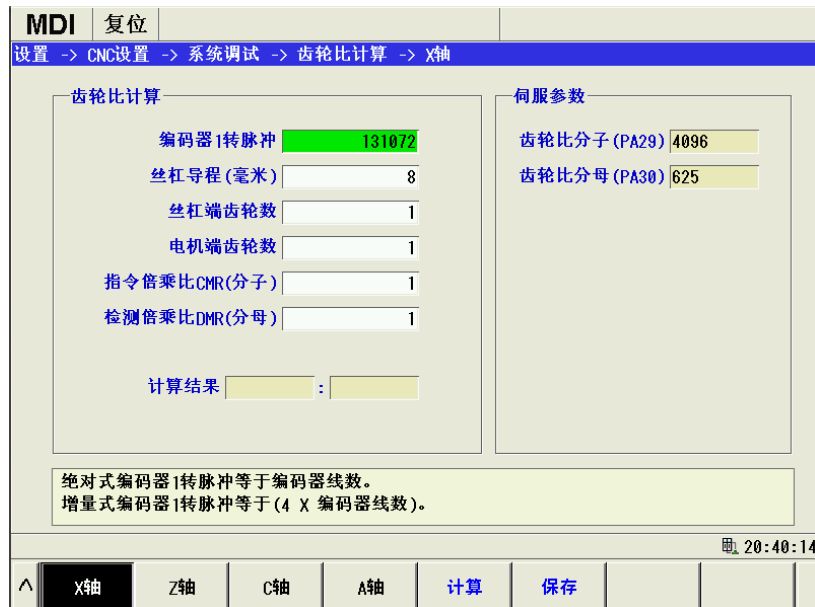 MDI 复位
设置 -> CNC设置 -> 系统调试 -> 齿轮比计算 -> X轴
齿轮比计算
编码器1转脉冲 131072
丝杠导程(毫米) 8
丝杠端齿轮数 1
电机端齿轮数 1
指令倍乘比CMR(分子) 1
检测倍乘比DMR(分母) 1
计算结果 :
伺服参数
齿轮比分子(PA29) 4096
齿轮比分母(PA30) 625
绝对式编码器1转脉冲等于编码器线数。
增量式编码器1转脉冲等于(4 X 编码器线数)。
20:40:14
^ X轴 Z轴 C轴 A轴 计算 保存